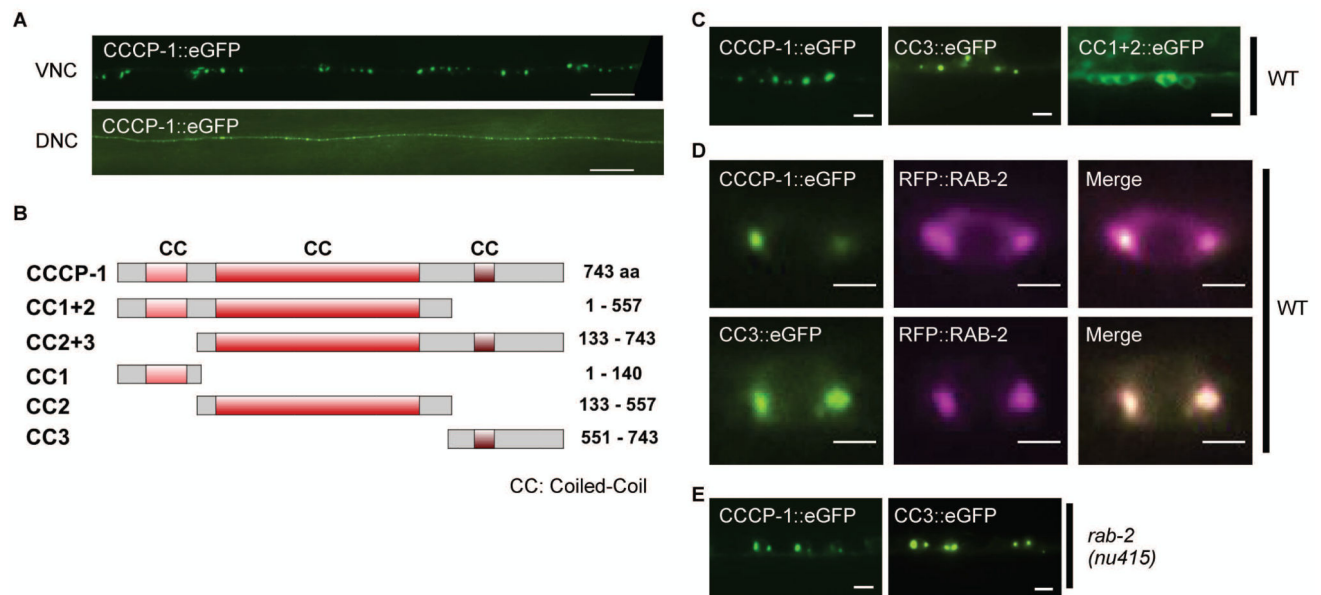 A
VNC
CCCP-1::eGFP
DNC
CCCP-1::eGFP
B
CC CC CC
CCCP-1 743 aa
CC1+2 1 - 557
CC2+3 133 - 743
CC1 1 - 140
CC2 133 - 557
CC3 551 - 743
CC: Coiled-Coil
C
CCCP-1::eGFP CC3::eGFP CC1+2::eGFP
WT
D
CCCP-1::eGFP RFP::RAB-2 Merge
CC3::eGFP RFP::RAB-2 Merge
WT
E
CCCP-1::eGFP CC3::eGFP
rab-2
(nu415)